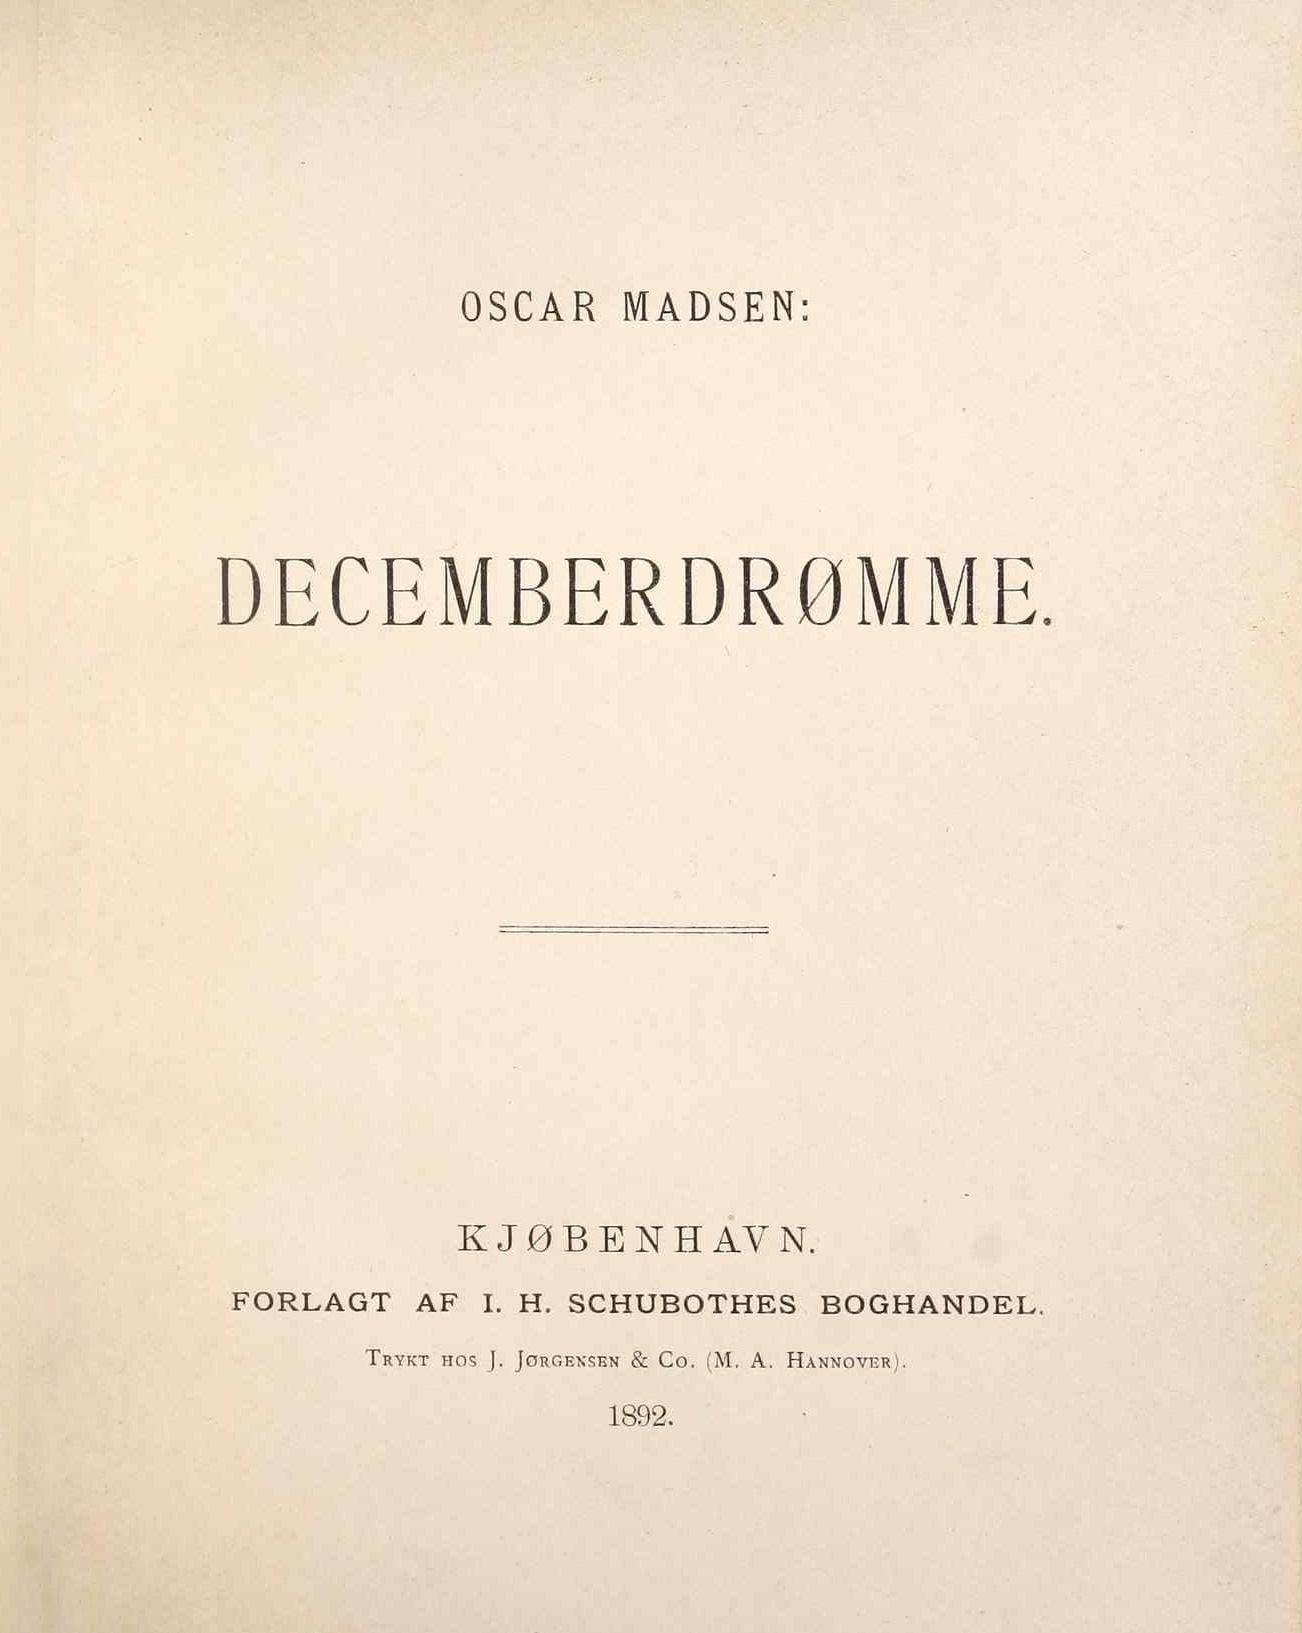 OSCAR MADSEN:
DECEMBERDRØMME.
KJØBENHAVN.
FORLAGT AF I. H. SCHUBOTHES BOGHANDEL.
TRYKT HOS J. JØRGENSEN & CO. (M. A. HANNOVER).
1892.